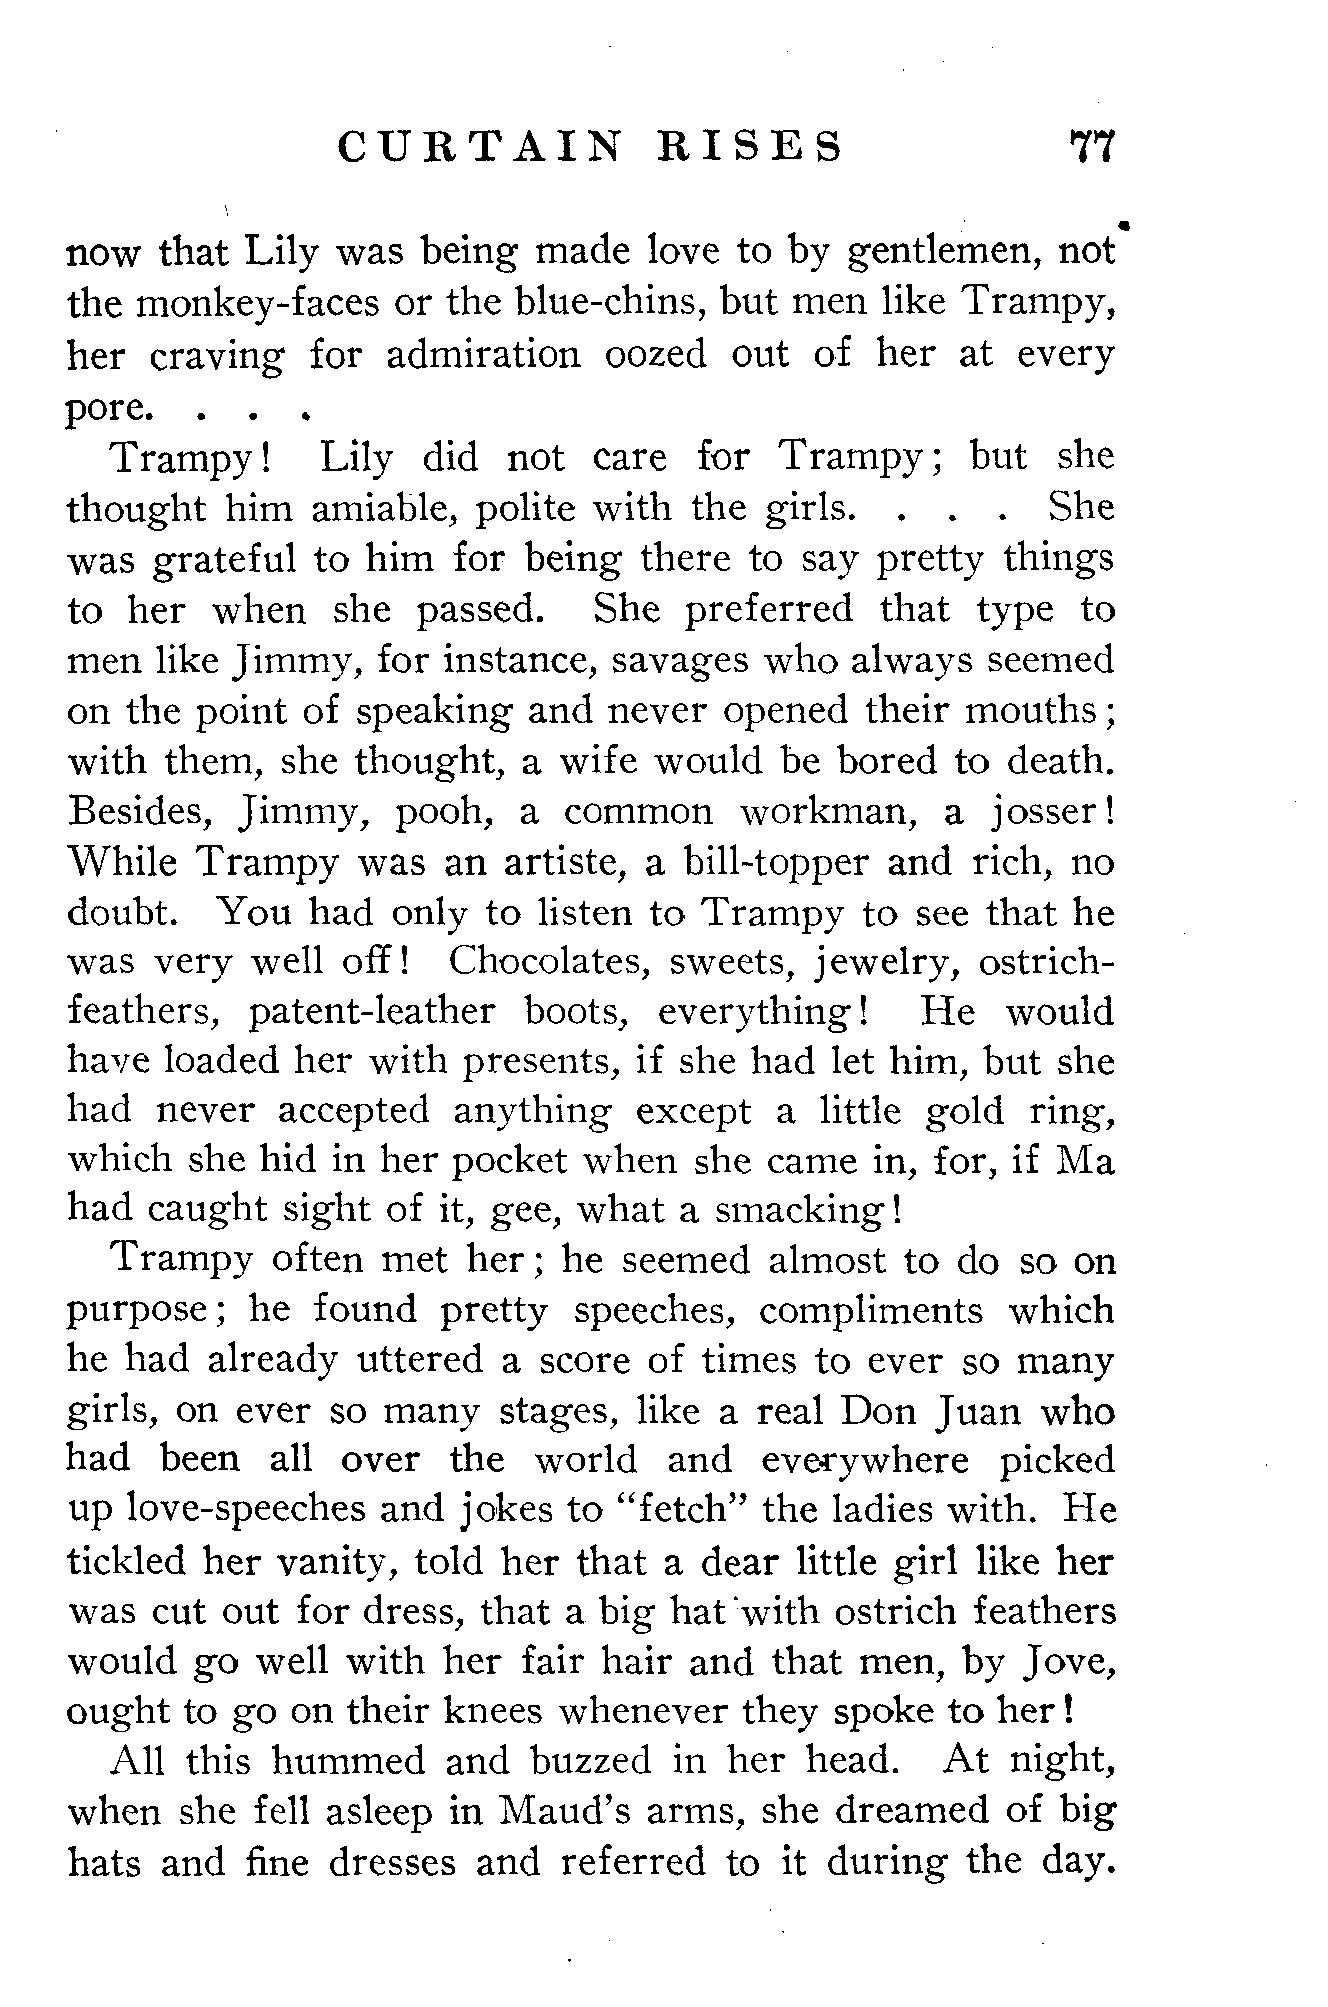 CURTAIN RISES 77
now that Lily was being made love to by gentlemen, not
the monkey-faces or the blue-chins, but men like Trampy,
her craving for admiration oozed out of her at every
pore. . . .
Trampy! Lily did not care for Trampy; but she
thought him amiable, polite with the girls. . . . She
was grateful to him for being there to say pretty things
to her when she passed. She preferred that type to
men like Jimmy, for instance, savages who always seemed
on the point of speaking and never opened their mouths;
with them, she thought, a wife would be bored to death.
Besides, Jimmy, pooh, a common workman, a josser!
While Trampy was an artiste, a bill-topper and rich, no
doubt. You had only to listen to Trampy to see that he
was very well off! Chocolates, sweets, jewelry, ostrich-
feathers, patent-leather boots, everything! He would
have loaded her with presents, if she had let him, but she
had never accepted anything except a little gold ring,
which she hid in her pocket when she came in, for, if Ma
had caught sight of it, gee, what a smacking!
Trampy often met her; he seemed almost to do so on
purpose; he found pretty speeches, compliments which
he had already uttered a score of times to ever so many
girls, on ever so many stages, like a real Don Juan who
had been all over the world and everywhere picked
up love-speeches and jokes to "fetch" the ladies with. He
tickled her vanity, told her that a dear little girl like her
was cut out for dress, that a big hat with ostrich feathers
would go well with her fair hair and that men, by Jove,
ought to go on their knees whenever they spoke to her!
All this hummed and buzzed in her head. At night,
when she fell asleep in Maud's arms, she dreamed of big
hats and fine dresses and referred to it during the day.